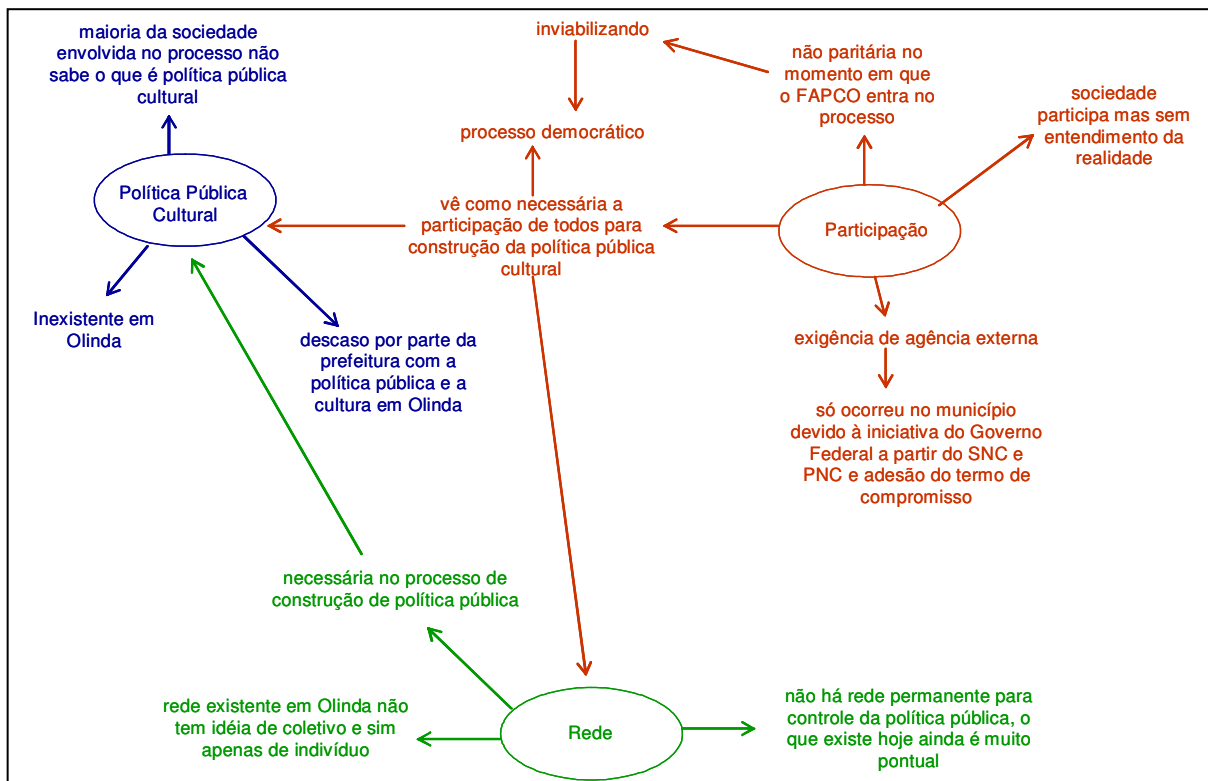 maioria da sociedade
envolvida no processo não
sabe o que é política pública
cultural
inviabilizando
não paritária no
momento em que
o FAPCO entra no
processo
sociedade
participa mas sem
entendimento da
realidade
processo democrático
Política Pública
Cultural
vê como necessária a
participação de todos para
construção da política pública
cultural
Participação
Inexistente em
Olinda
descaso por parte da
prefeitura com a
política pública e a
cultura em Olinda
exigência de agência externa
só ocorreu no município
devido à iniciativa do Governo
Federal a partir do SNC e
PNC e adesão do termo de
compromisso
necessária no processo de
construção de política pública
rede existente em Olinda não
tem idéia de coletivo e sim
apenas de indivíduo
Rede
não há rede permanente para
controle da política pública, o
que existe hoje ainda é muito
pontual